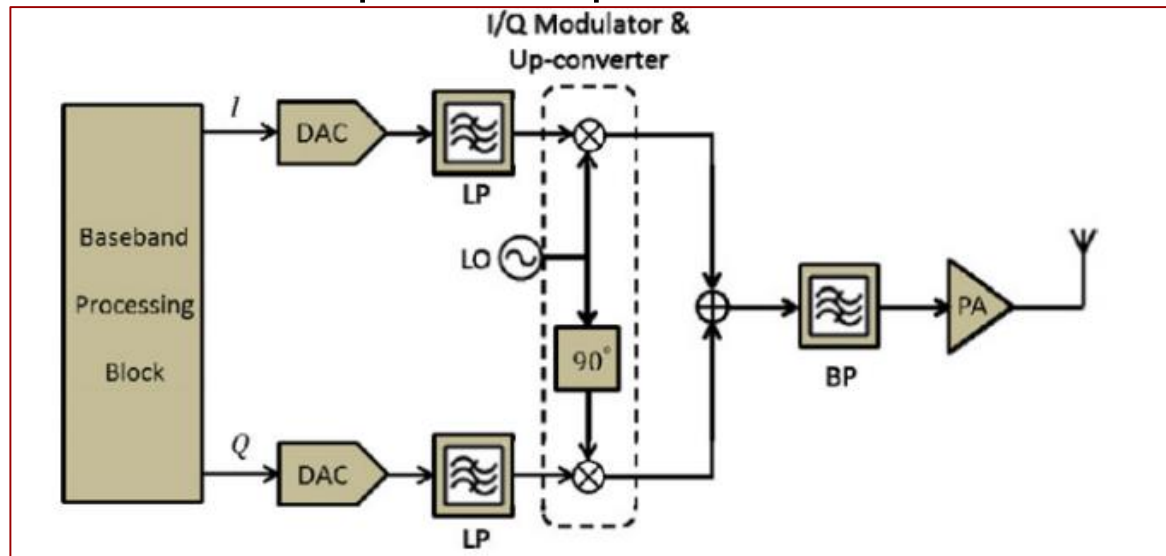 I/Q Modulator &
Up-converter
I
DAC
LP
Baseband
Processing
Block
LO
90°
BP
PA
Q
DAC
LP